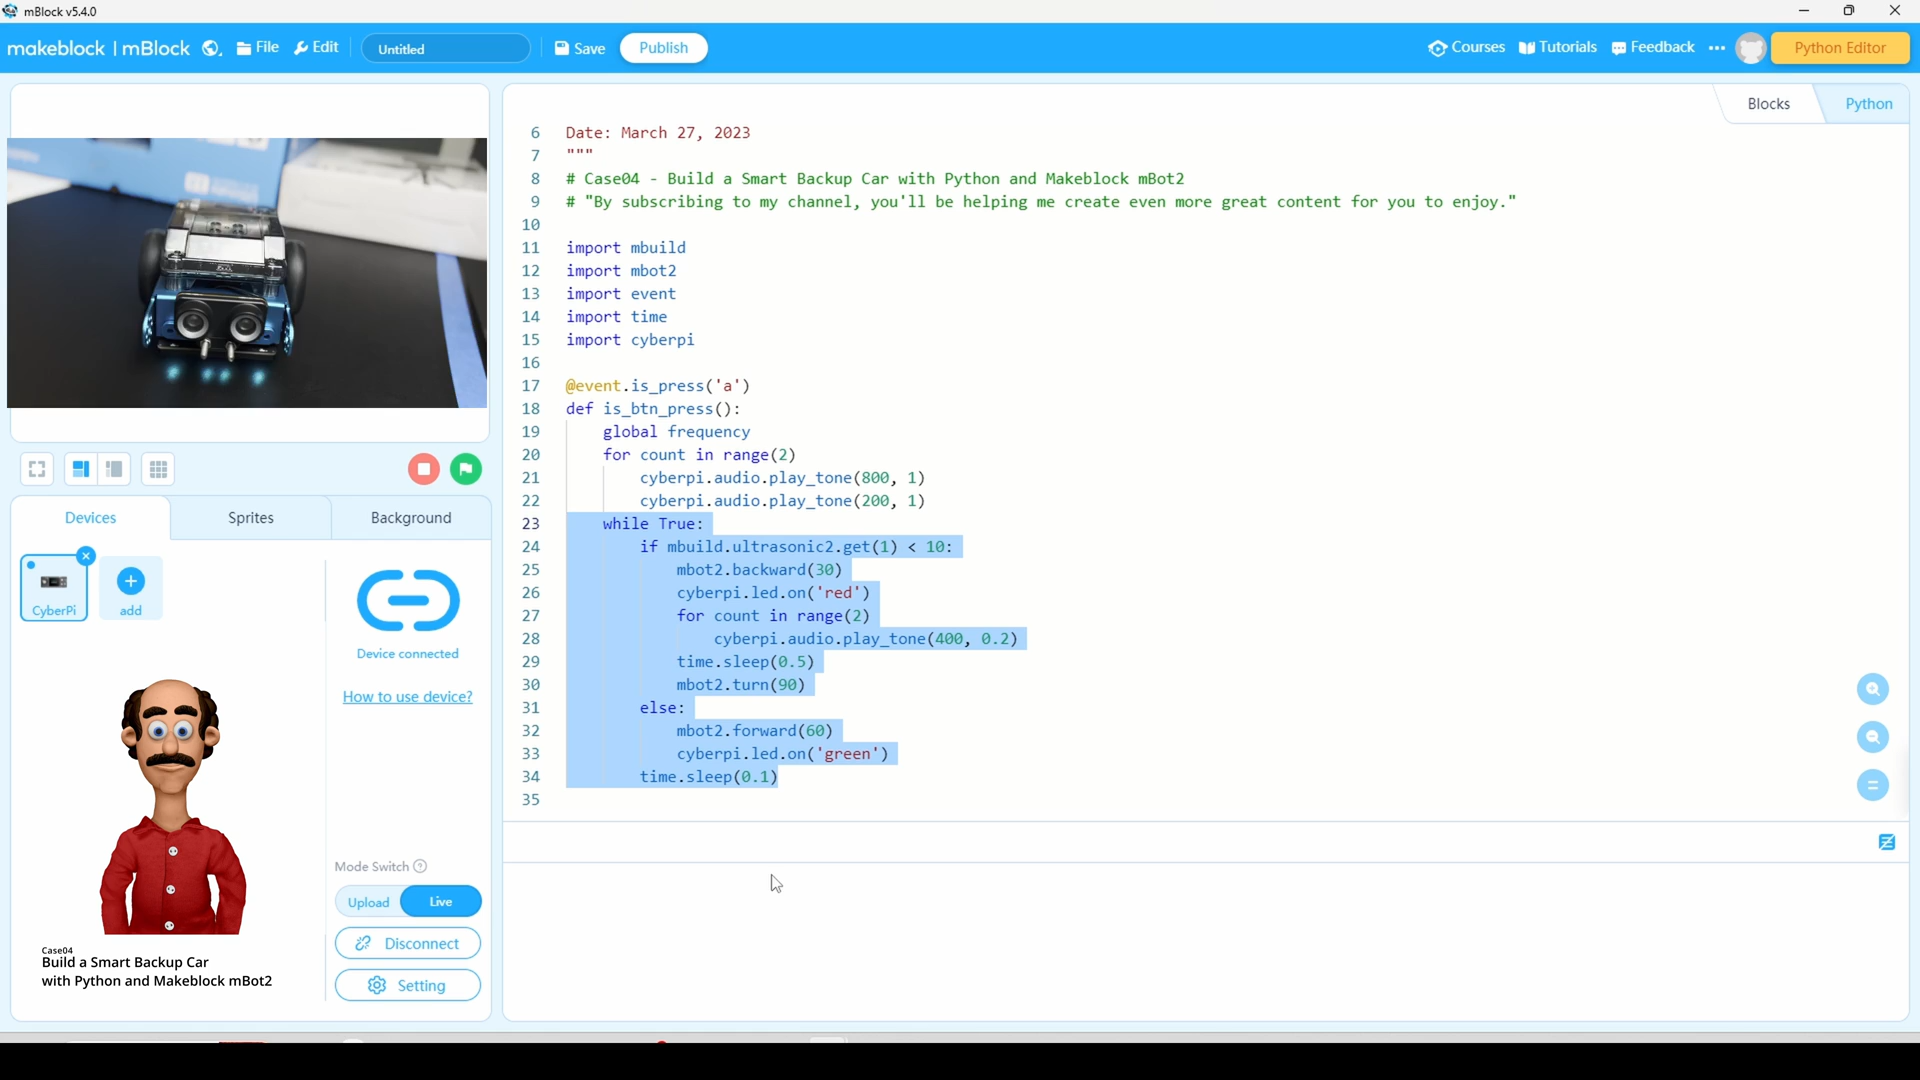 mBlock v5.4.0
makeblock | mBlock File Edit Untitled Save Publish Courses Tutorials Feedback Python Editor
Blocks Python
6 Date: March 27, 2023
7 """
8 # Case04 - Build a Smart Backup Car with Python and Makeblock mBot2
9 # "By subscribing to my channel, you'll be helping me create even more great content for you to enjoy."
10
11 import mbuild
12 import mbot2
13 import event
14 import time
15 import cyberpi
16
17 @event.is_press('a')
18 def is_btn_press():
19 global frequency
20 for count in range(2)
21 cyberpi.audio.play_tone(800, 1)
22 cyberpi.audio.play_tone(200, 1)
23 while True:
24 if mbuild.ultrasonic2.get(1) < 10:
25 mbot2.backward(30)
26 cyberpi.led.on('red')
27 for count in range(2)
28 cyberpi.audio.play_tone(400, 0.2)
29 time.sleep(0.5)
30 mbot2.turn(90)
31 else:
32 mbot2.forward(60)
33 cyberpi.led.on('green')
34 time.sleep(0.1)
35
Devices Sprites Background
CyberPi
add
Device connected
How to use device?
Mode Switch ?
Upload Live
Disconnect
Setting
Case04
Build a Smart Backup Car
with Python and Makeblock mBot2